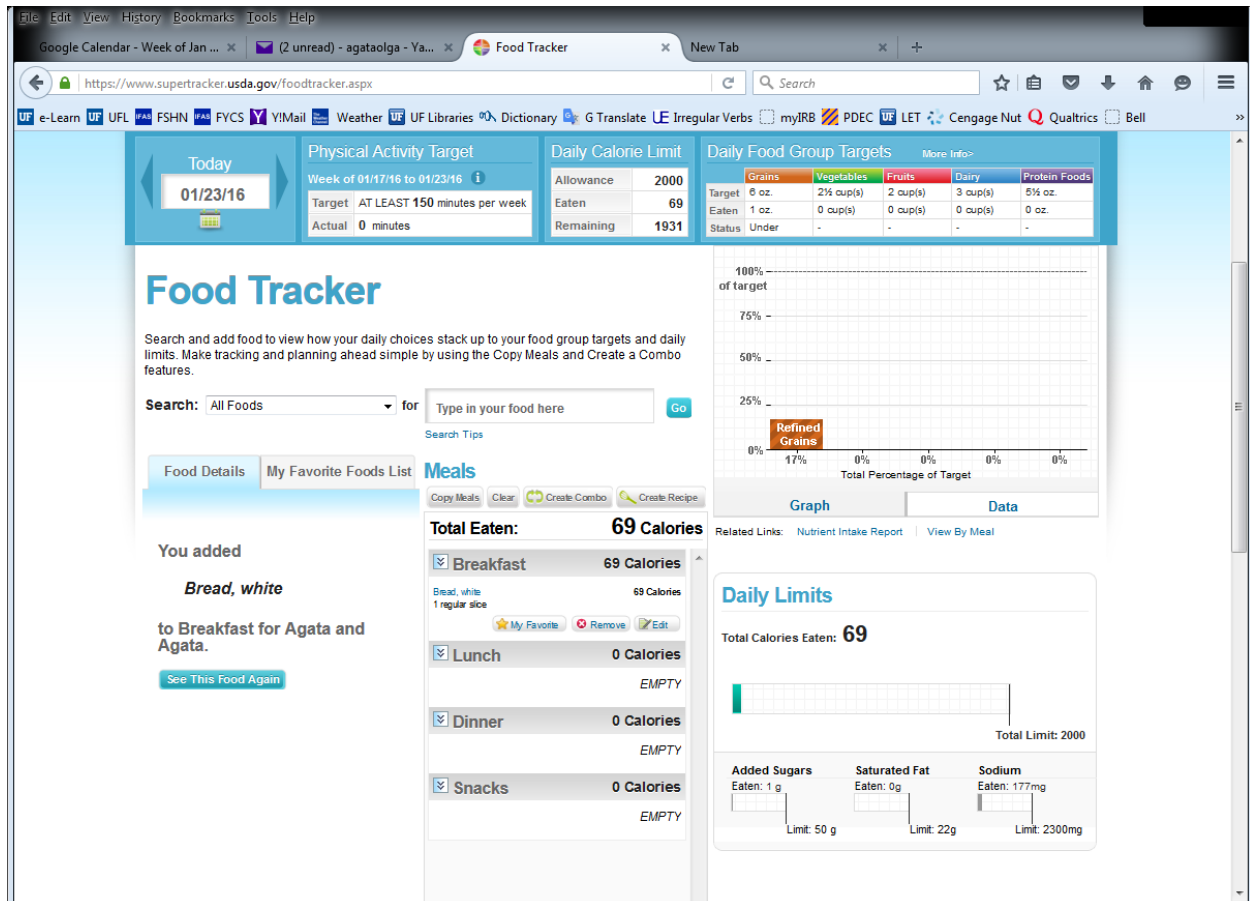 File Edit View History Bookmarks Tools Help
Google Calendar - Week of Jan ... ×
(2 unread) - agataolga - Ya... ×
Food Tracker ×
New Tab × +
https://www.supertracker.usda.gov/foodtracker.aspx
Search
UF e-Learn UF UFL IFAS FSHN IFAS FYCS Y Y!Mail Weather UF UF Libraries Dictionary G Translate UE Irregular Verbs myIRB PDEC UF LET Cengage Nut Q Qualtrics Bell »
Today
01/23/16
Physical Activity Target
Week of 01/17/16 to 01/23/16 i
Target AT LEAST 150 minutes per week
Actual 0 minutes
Daily Calorie Limit
Allowance 2000
Eaten 69
Remaining 1931
Daily Food Group Targets More Info>
Grains Vegetables Fruits Dairy Protein Foods
Target 6 oz. 2½ cup(s) 2 cup(s) 3 cup(s) 5½ oz.
Eaten 1 oz. 0 cup(s) 0 cup(s) 0 cup(s) 0 oz.
Status Under - - - -
Food Tracker
Search and add food to view how your daily choices stack up to your food group targets and daily
limits. Make tracking and planning ahead simple by using the Copy Meals and Create a Combo
features.
Search: All Foods for Type in your food here Go
Search Tips
Food Details My Favorite Foods List
You added
Bread, white
to Breakfast for Agata and
Agata.
See This Food Again
Meals
Copy Meals Clear Create Combo Create Recipe
Total Eaten: 69 Calories
Breakfast 69 Calories
Bread, white 69 Calories
1 regular slice
My Favorite Remove Edit
Lunch 0 Calories
EMPTY
Dinner 0 Calories
EMPTY
Snacks 0 Calories
EMPTY
100%
of target
75%
50%
25%
0%
Refined
Grains
17% 0% 0% 0% 0%
Total Percentage of Target
Graph Data
Related Links: Nutrient Intake Report | View By Meal
Daily Limits
Total Calories Eaten: 69
Total Limit: 2000
Added Sugars Saturated Fat Sodium
Eaten: 1 g Eaten: 0g Eaten: 177mg
Limit: 50 g Limit: 22g Limit: 2300mg